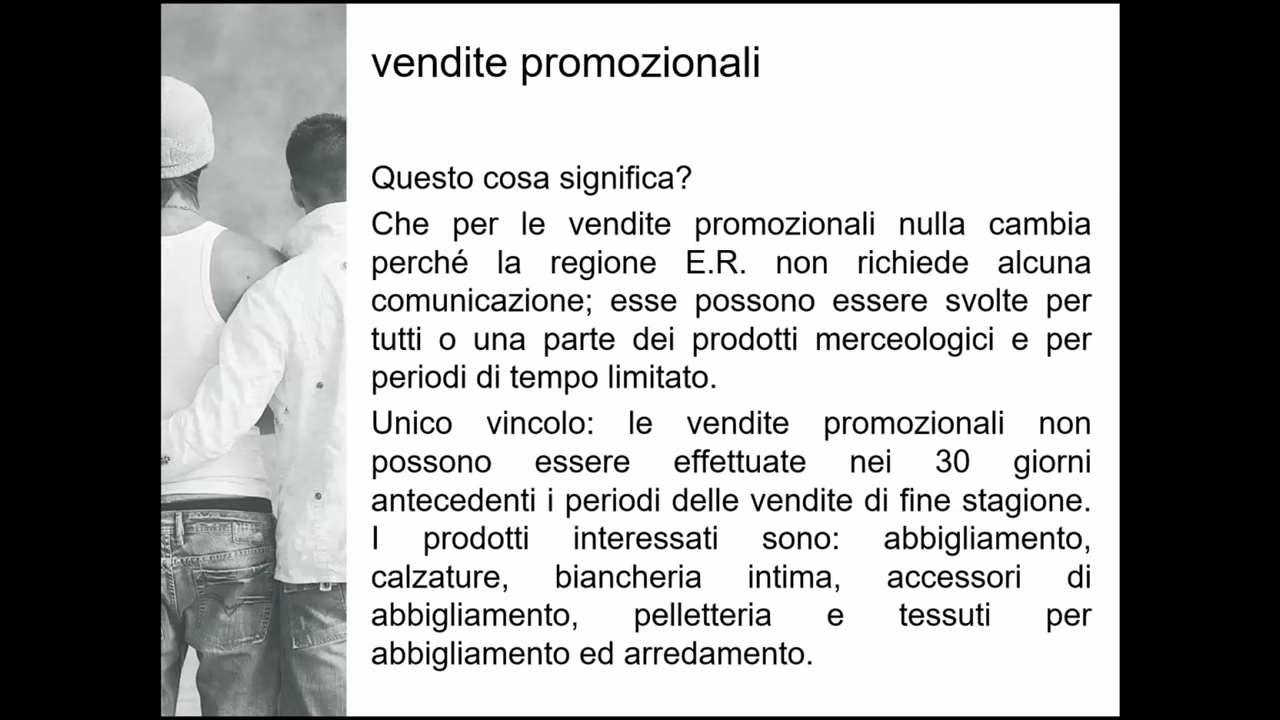 vendite promozionali
Questo cosa significa?
Che per le vendite promozionali nulla cambia
perché la regione E.R. non richiede alcuna
comunicazione; esse possono essere svolte per
tutti o una parte dei prodotti merceologici e per
periodi di tempo limitato.
Unico vincolo: le vendite promozionali non
possono essere effettuate nei 30 giorni
antecedenti i periodi delle vendite di fine stagione.
I prodotti interessati sono: abbigliamento,
calzature, biancheria intima, accessori di
abbigliamento, pelletteria e tessuti per
abbigliamento ed arredamento.